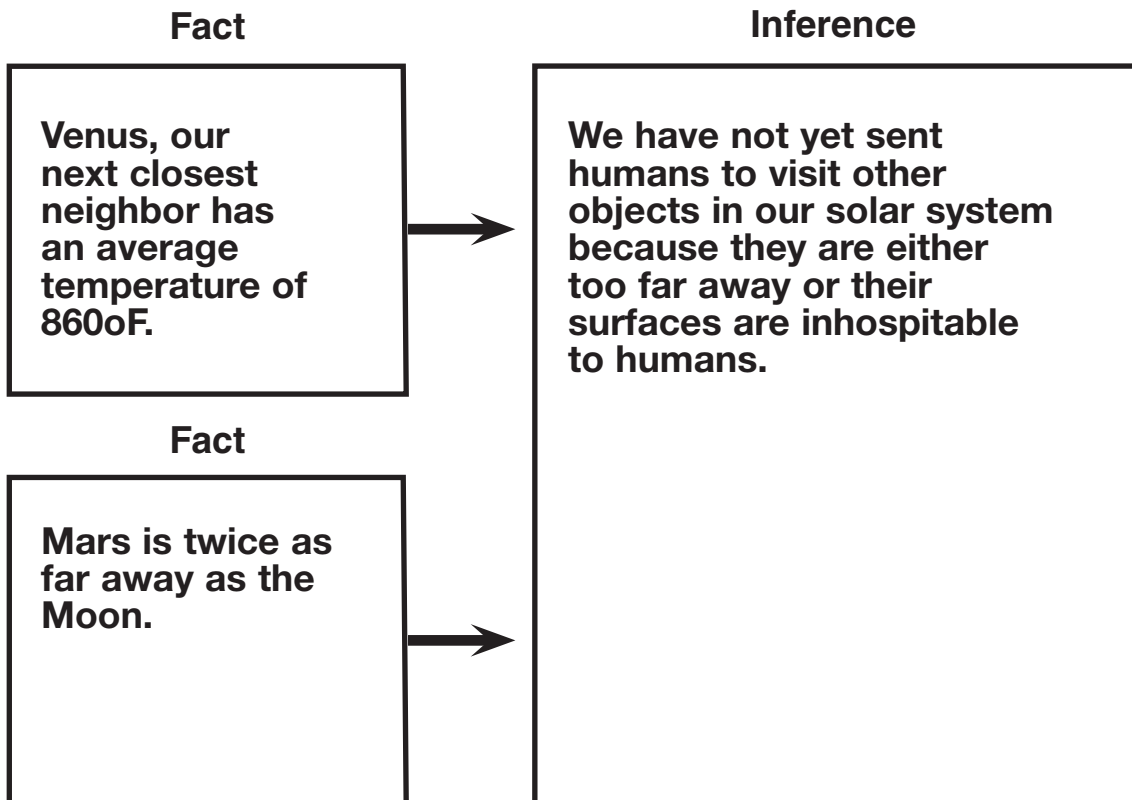 Fact
Venus, our
next closest
neighbor has
an average
temperature of
860oF.
Fact
Mars is twice as
far away as the
Moon.
Inference
We have not yet sent
humans to visit other
objects in our solar system
because they are either
too far away or their
surfaces are inhospitable
to humans.